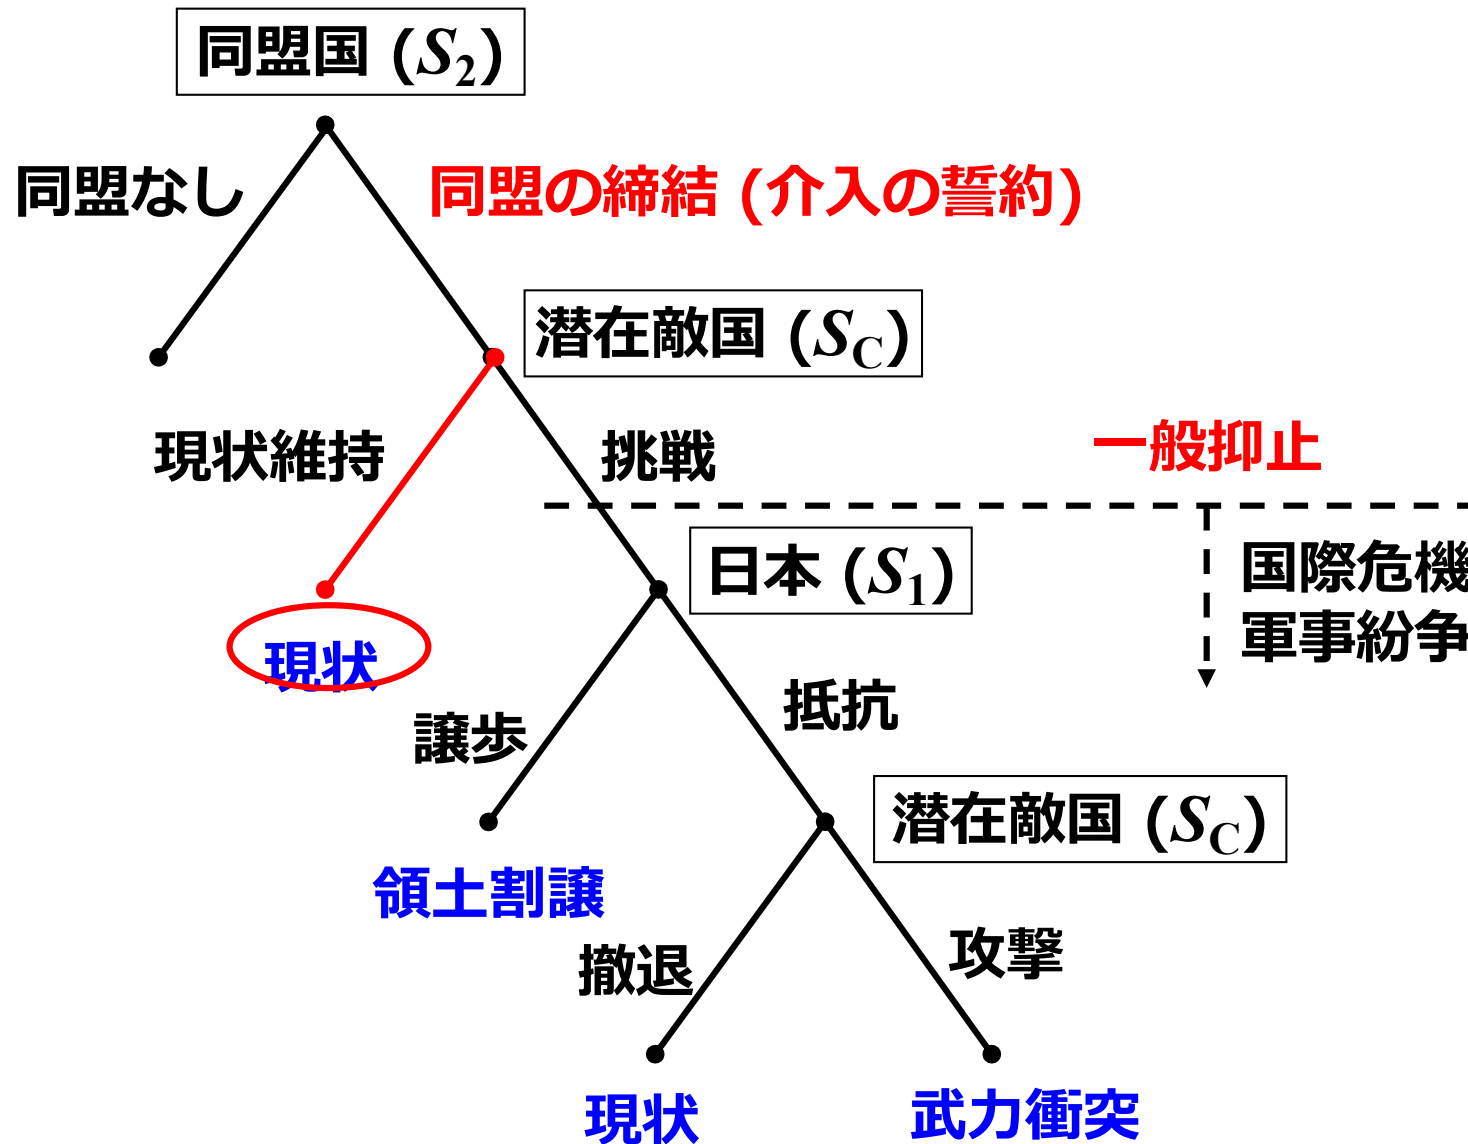 同盟国 (S2)
同盟なし
同盟の締結 (介入の誓約)
潜在敵国 (SC)
現状維持
挑戦
一般抑止
日本 (S1)
国際危機
軍事紛争
現状
譲歩
抵抗
潜在敵国 (SC)
領土割譲
撤退
攻撃
現状
武力衝突